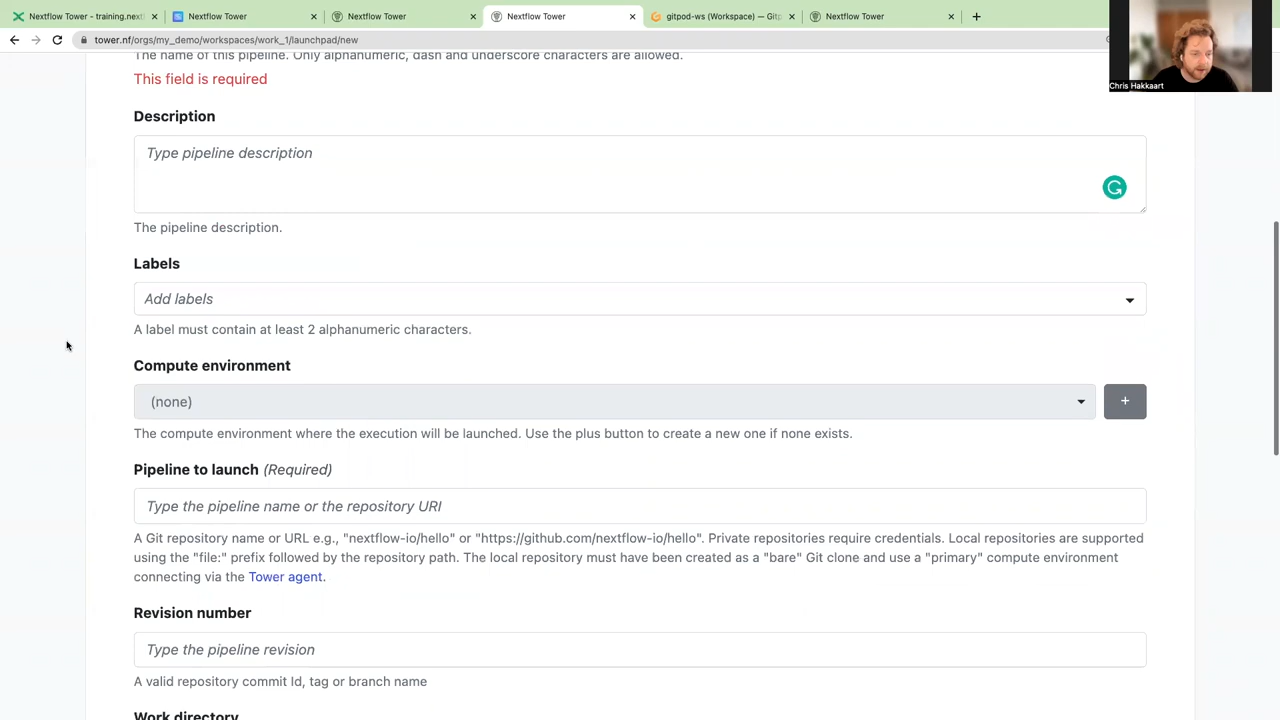 Nextflow Tower - training.next
Nextflow Tower
Nextflow Tower
Nextflow Tower
gitpod-ws (Workspace) — Gitp
Nextflow Tower
tower.nf/orgs/my_demo/workspaces/work_1/launchpad/new
Chris Hakkaart
The name of this pipeline. Only alphanumeric, dash and underscore characters are allowed.
This field is required
Description
Type pipeline description
The pipeline description.
Labels
Add labels
A label must contain at least 2 alphanumeric characters.
Compute environment
(none)
+
The compute environment where the execution will be launched. Use the plus button to create a new one if none exists.
Pipeline to launch (Required)
Type the pipeline name or the repository URI
A Git repository name or URL e.g., "nextflow-io/hello" or "https://github.com/nextflow-io/hello". Private repositories require credentials. Local repositories are supported
using the "file:" prefix followed by the repository path. The local repository must have been created as a "bare" Git clone and use a "primary" compute environment
connecting via the Tower agent.
Revision number
Type the pipeline revision
A valid repository commit Id, tag or branch name
Work directory